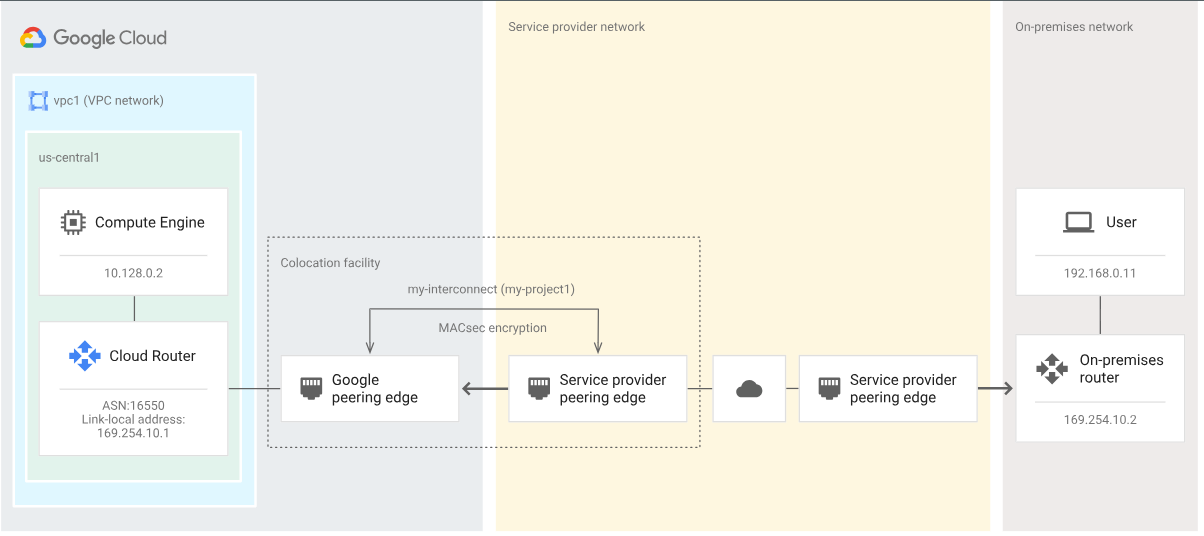 Google Cloud
Service provider network
On-premises network
vpc1 (VPC network)
us-central1
Compute Engine
10.128.0.2
Cloud Router
ASN:16550
Link-local address:
169.254.10.1
Colocation facility
my-interconnect (my-project1)
MACsec encryption
Google
peering edge
Service provider
peering edge
Service provider
peering edge
User
192.168.0.11
On-premises
router
169.254.10.2